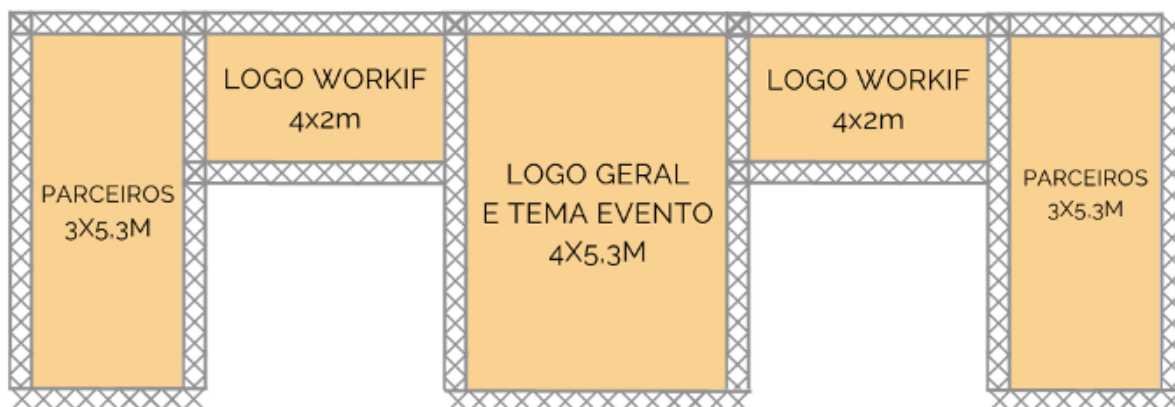 PARCEIROS
3X5,3M
LOGO WORKIF
4x2m
LOGO GERAL
E TEMA EVENTO
4X5,3M
LOGO WORKIF
4x2m
PARCEIROS
3X5,3M